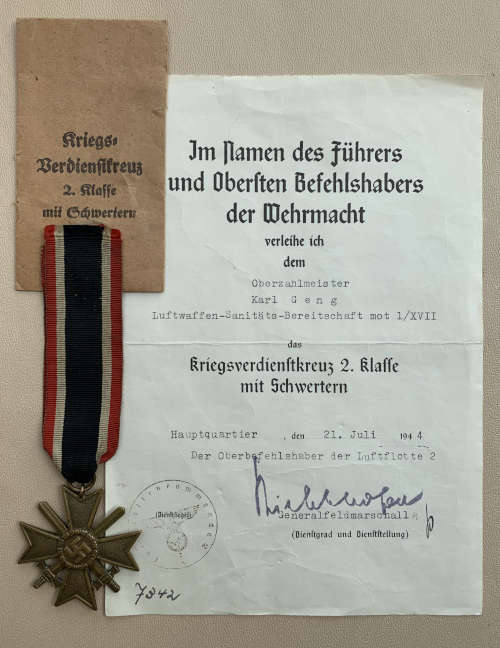 Kriegs-
Verdienstkreuz
2. Klasse
mit Schwertern
Im Namen des Führers
und Obersten Befehlshabers
der Wehrmacht
verleihe ich
dem
Oberzahlmeister
Karl Geng
Luftwaffen-Sanitäts-Bereitschaft mot 1/XVII
das
Kriegsverdienstkreuz 2. Klasse
mit Schwertern
Hauptquartier , den 21. Juli 1944
Der Oberbefehlshaber der Luftflotte 2
(Dienstsiegel)
Generalfeldmarschall
(Dienstgrad und Dienststellung)
7342